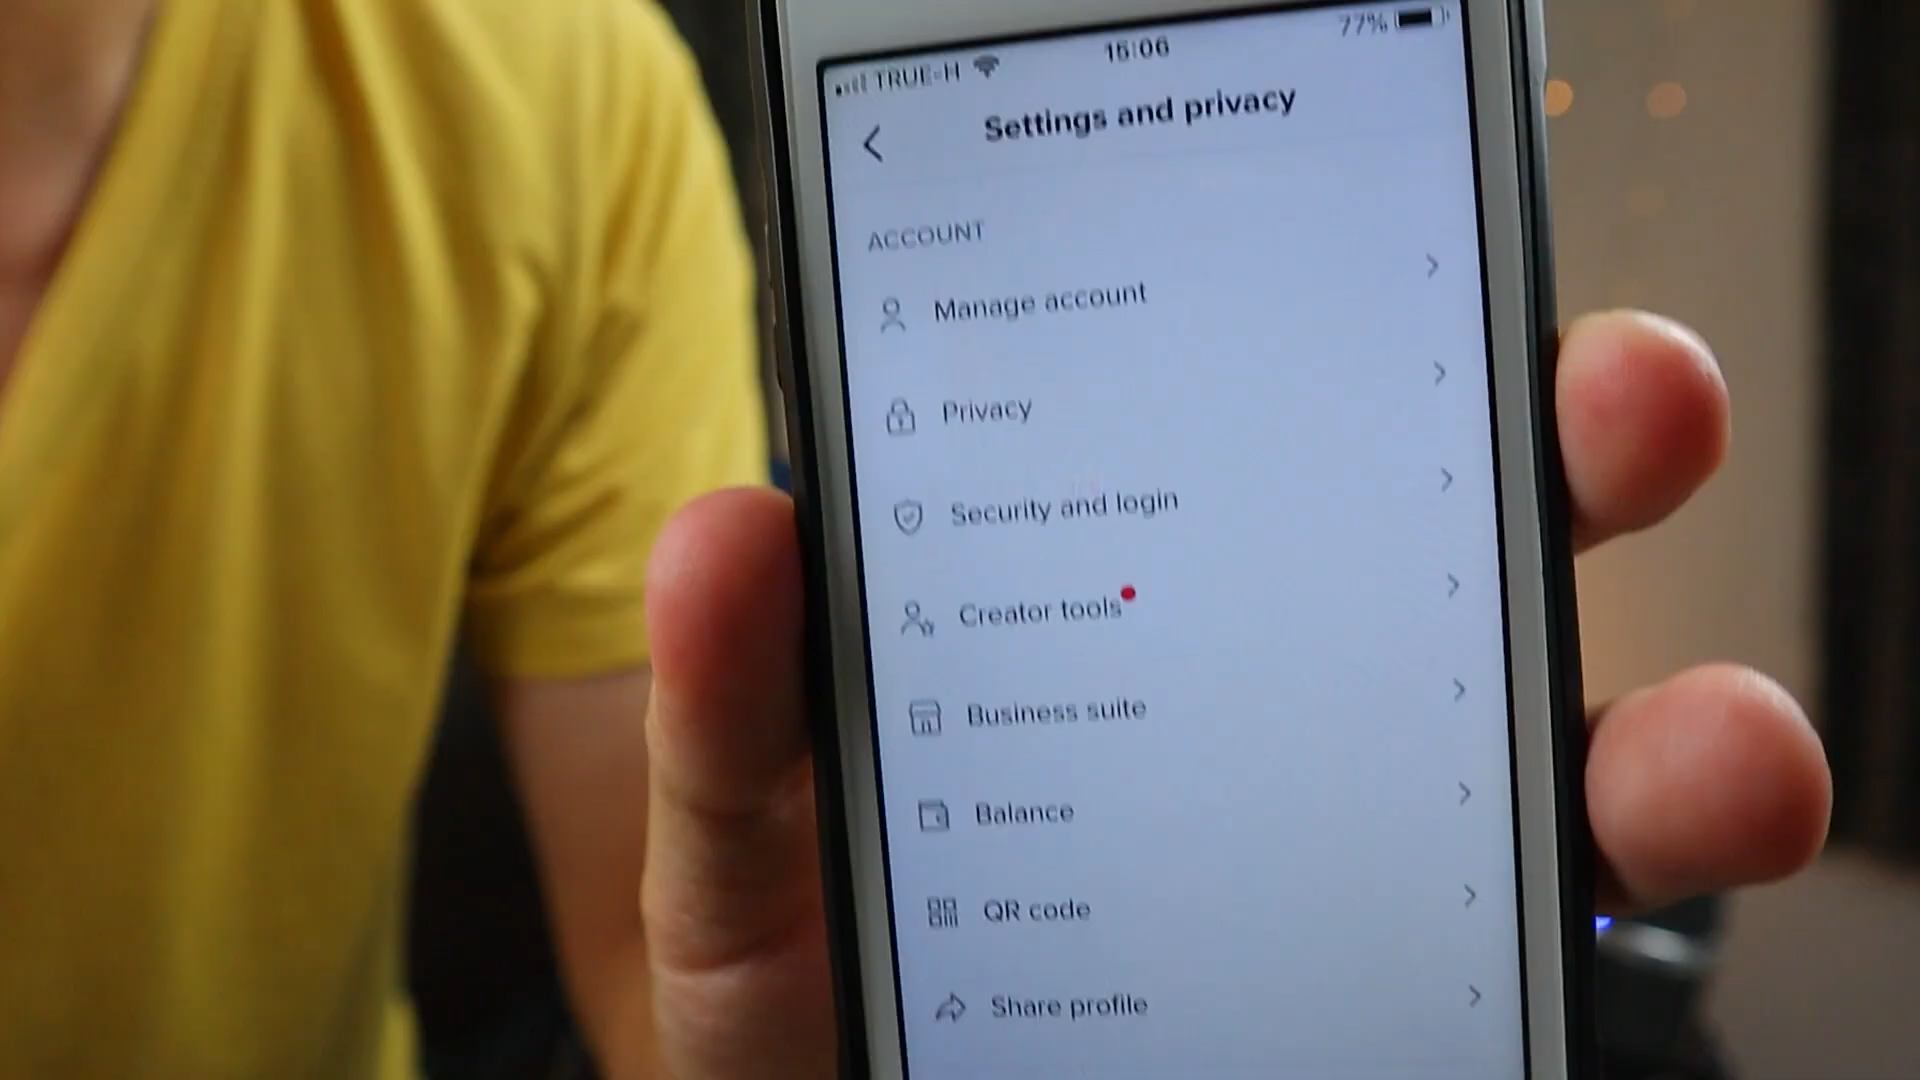 TRUE-H 15:06 77%
Settings and privacy
ACCOUNT
Manage account
Privacy
Security and login
Creator tools
Business suite
Balance
QR code
Share profile